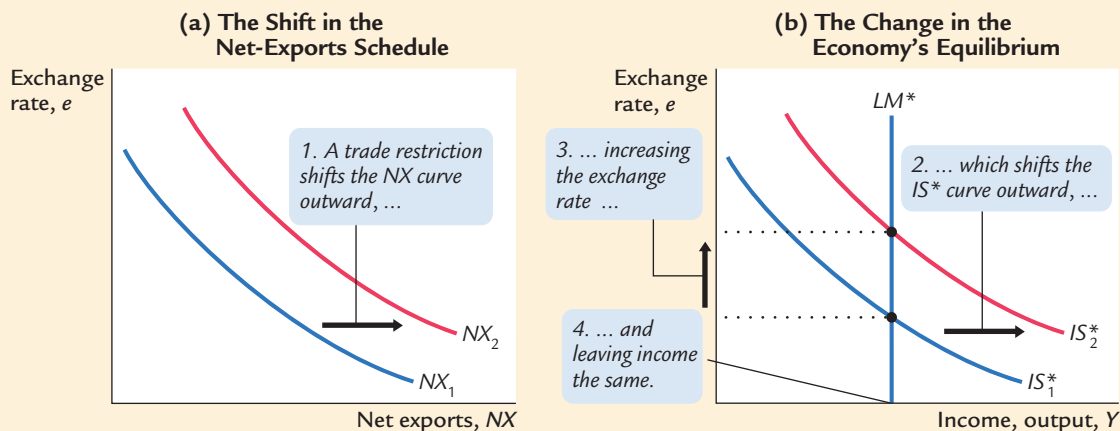 (a) The Shift in the
Net-Exports Schedule
Exchange
rate, e
1. A trade restriction
shifts the NX curve
outward, ...
NX₂
NX₁
Net exports, NX
(b) The Change in the
Economy’s Equilibrium
Exchange
rate, e
LM*
3. ... increasing
the exchange
rate ...
2. ... which shifts the
IS* curve outward, ...
4. ... and
leaving income
the same.
IS*₂
IS*₁
Income, output, Y